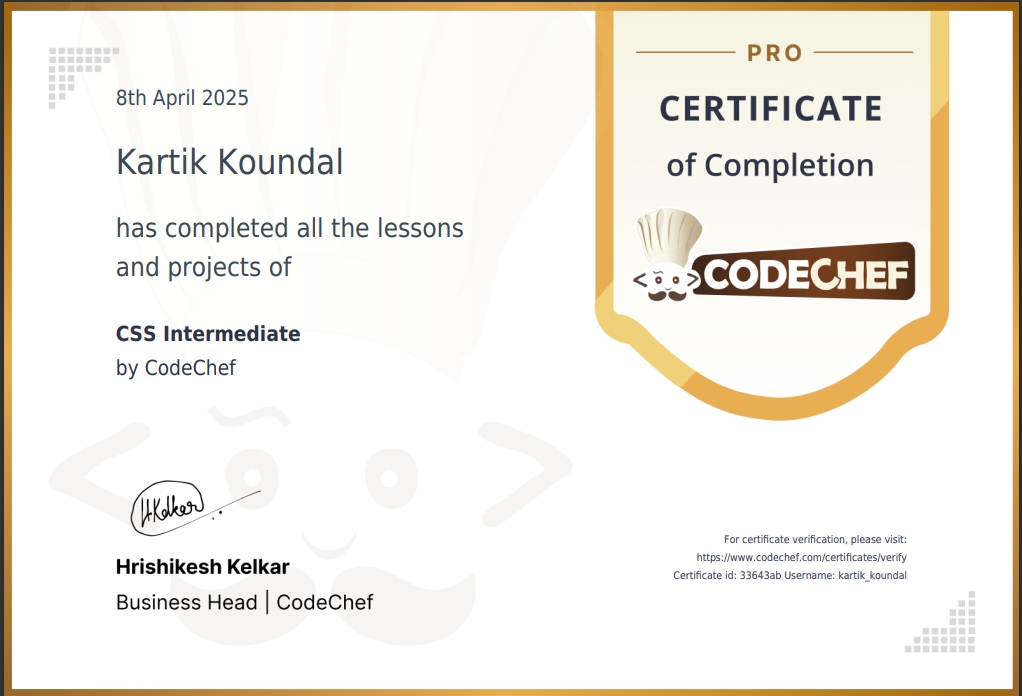 8th April 2025
Kartik Koundal
has completed all the lessons
and projects of
CSS Intermediate
by CodeChef
H.Kelkar
Hrishikesh Kelkar
Business Head | CodeChef
PRO
CERTIFICATE
of Completion
CODECHEF
For certificate verification, please visit:
https://www.codechef.com/certificates/verify
Certificate id: 33643ab Username: kartik_koundal